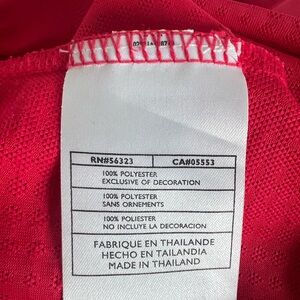 RN#56323 CA#05553
100% POLYESTER
EXCLUSIVE OF DECORATION
100% POLYESTER
SANS ORNEMENTS
100% POLIESTER
NO INCLUYE LA DECORACION
FABRIQUE EN THAILANDE
HECHO EN TAILANDIA
MADE IN THAILAND